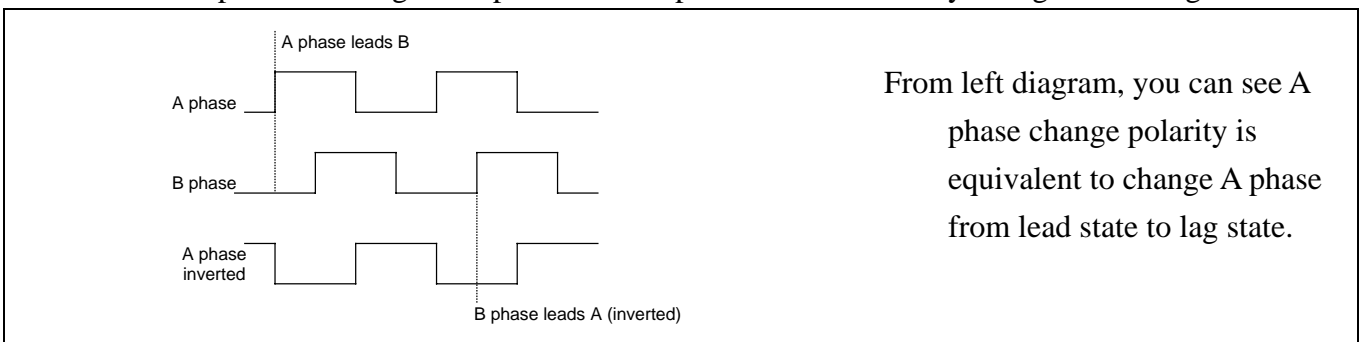 A phase leads B
A phase
B phase
A phase
inverted
B phase leads A (inverted)
From left diagram, you can see A
phase change polarity is
equivalent to change A phase
from lead state to lag state.